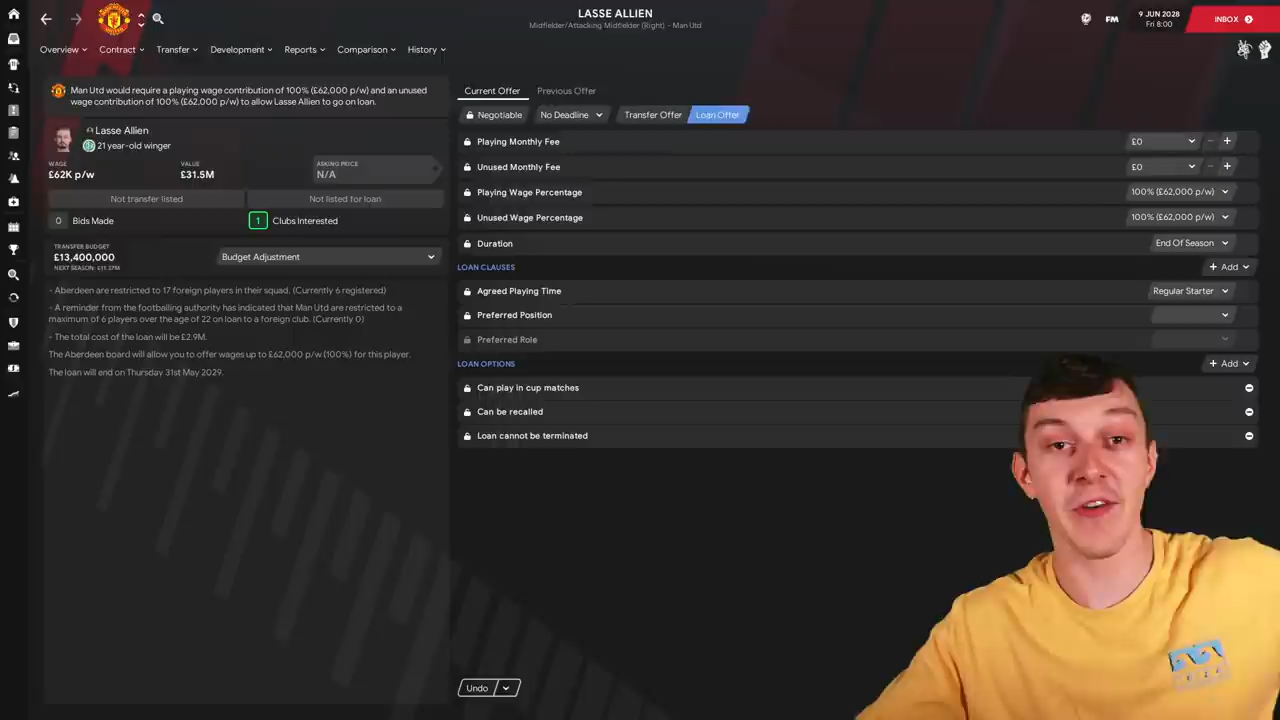 LASSE ALLIEN
Midfielder/Attacking Midfielder (Right) - Man Utd
FM
9 JUN 2028
Fri 8:00
INBOX
Overview
Contract
Transfer
Development
Reports
Comparison
History
Man Utd would require a playing wage contribution of 100% (£62,000 p/w) and an unused
wage contribution of 100% (£62,000 p/w) to allow Lasse Allien to go on loan.
Lasse Allien
21 year-old winger
WAGE
£62K p/w
VALUE
£31.5M
ASKING PRICE
N/A
Not transfer listed
Not listed for loan
0 Bids Made
1 Clubs Interested
TRANSFER BUDGET
£13,400,000
NEXT SEASON: £11.37M
Budget Adjustment
- Aberdeen are restricted to 17 foreign players in their squad. (Currently 6 registered)
- A reminder from the footballing authority has indicated that Man Utd are restricted to a
maximum of 6 players over the age of 22 on loan to a foreign club. (Currently 0)
- The total cost of the loan will be £2.9M.
The Aberdeen board will allow you to offer wages up to £62,000 p/w (100%) for this player.
The loan will end on Thursday 31st May 2029.
Current Offer
Previous Offer
Negotiable
No Deadline
Transfer Offer
Loan Offer
Playing Monthly Fee
£0
Unused Monthly Fee
£0
Playing Wage Percentage
100% (£62,000 p/w)
Unused Wage Percentage
100% (£62,000 p/w)
Duration
End Of Season
LOAN CLAUSES
+ Add
Agreed Playing Time
Regular Starter
Preferred Position
Preferred Role
LOAN OPTIONS
+ Add
Can play in cup matches
Can be recalled
Loan cannot be terminated
Undo